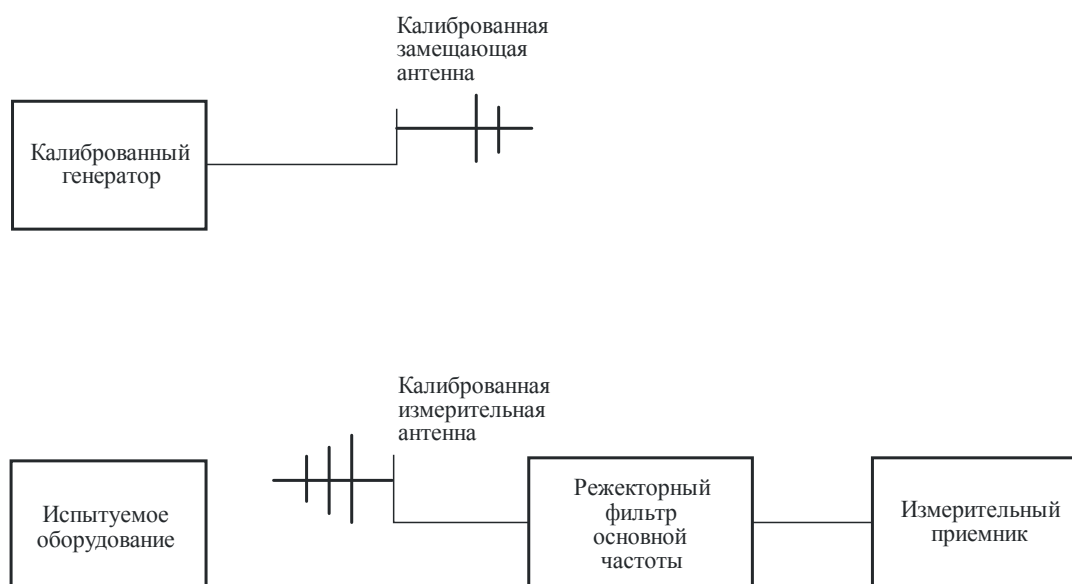 Калиброванная
замещающая
антенна
Калиброванный
генератор
Калиброванная
измерительная
антенна
Испытуемое
оборудование
Режекторный
фильтр
основной
частоты
Измерительный
приемник